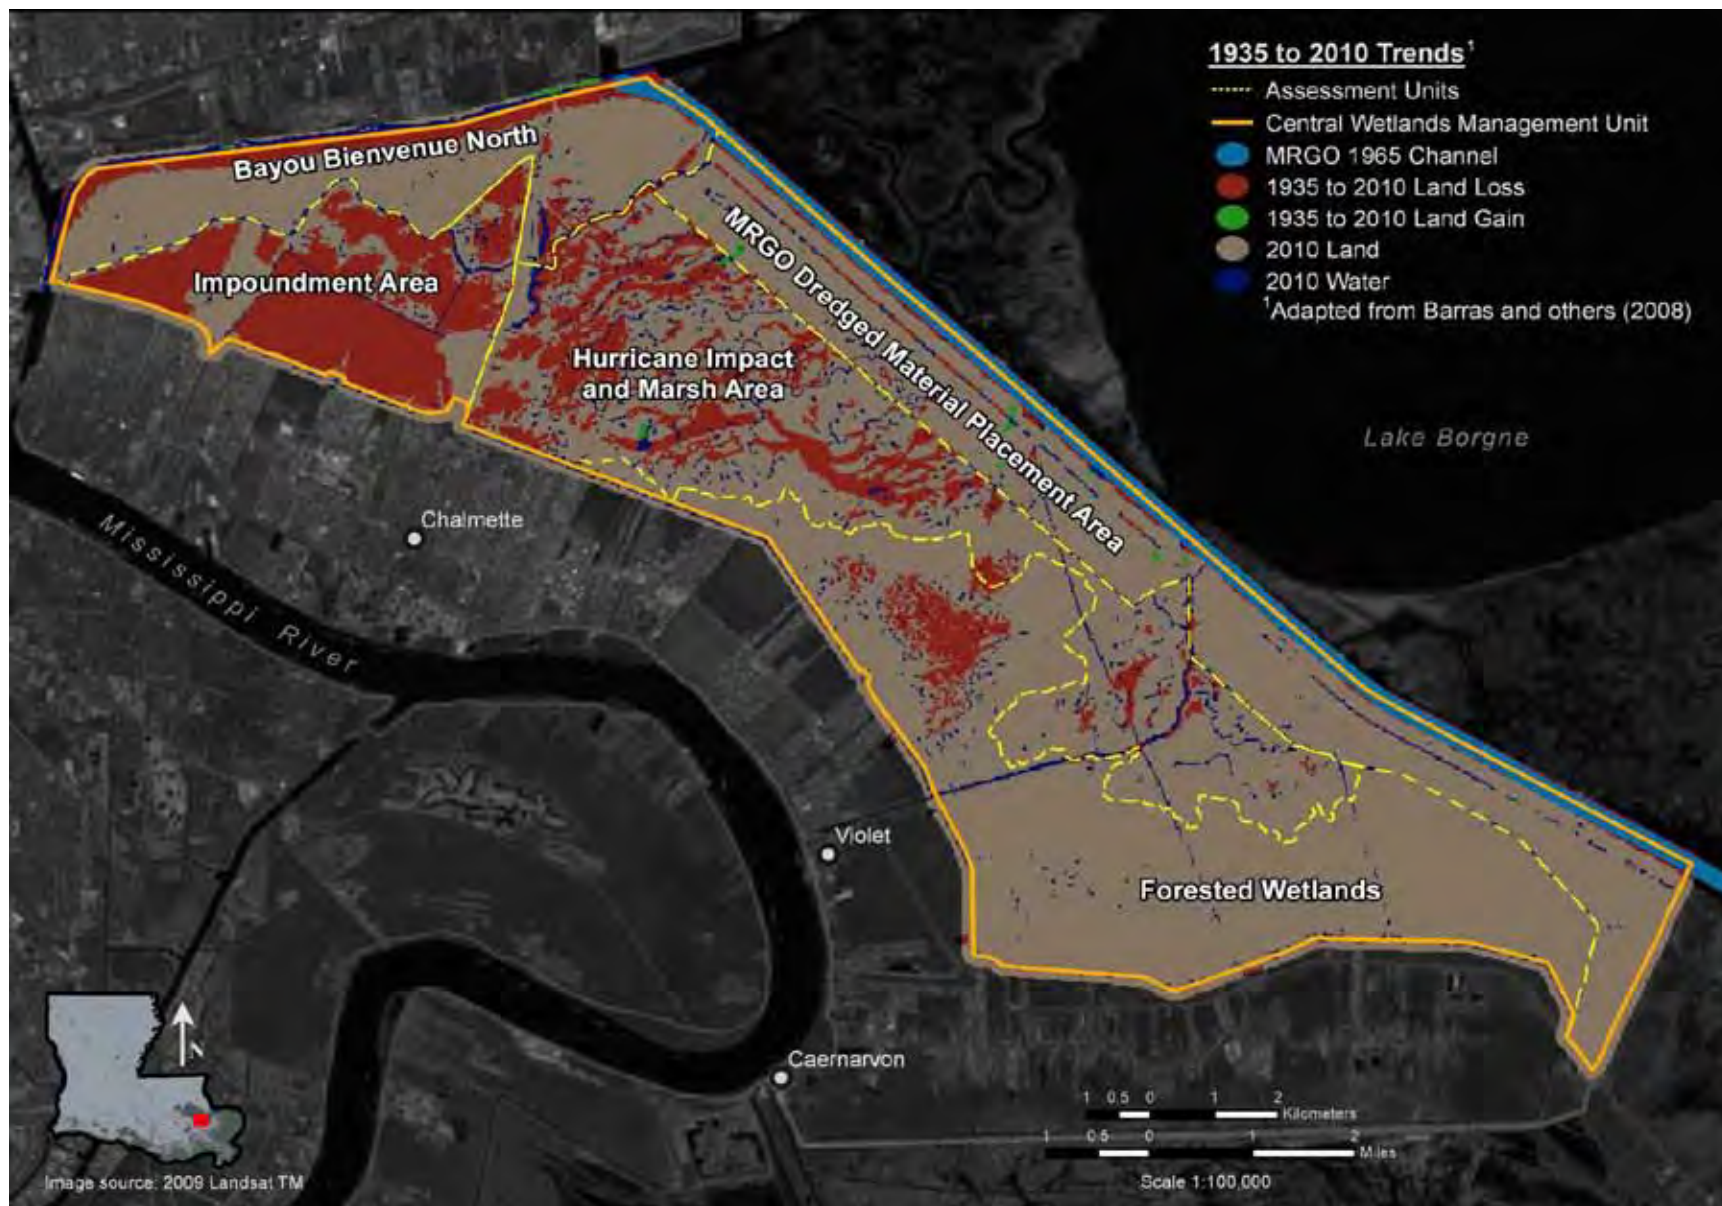 1935 to 2010 Trends¹
Assessment Units
Central Wetlands Management Unit
MRGO 1965 Channel
1935 to 2010 Land Loss
1935 to 2010 Land Gain
2010 Land
2010 Water
¹Adapted from Barras and others (2008)
Bayou Bienvenue North
Impoundment Area
MRGO Dredged Material Placement Area
Hurricane Impact
and Marsh Area
Lake Borgne
Chalmette
Mississippi River
Violet
Forested Wetlands
Caernarvon
N
1 0.5 0 1 2
Kilometers
1 0.5 0 1 2
Miles
Scale 1:100,000
Image source: 2009 Landsat TM